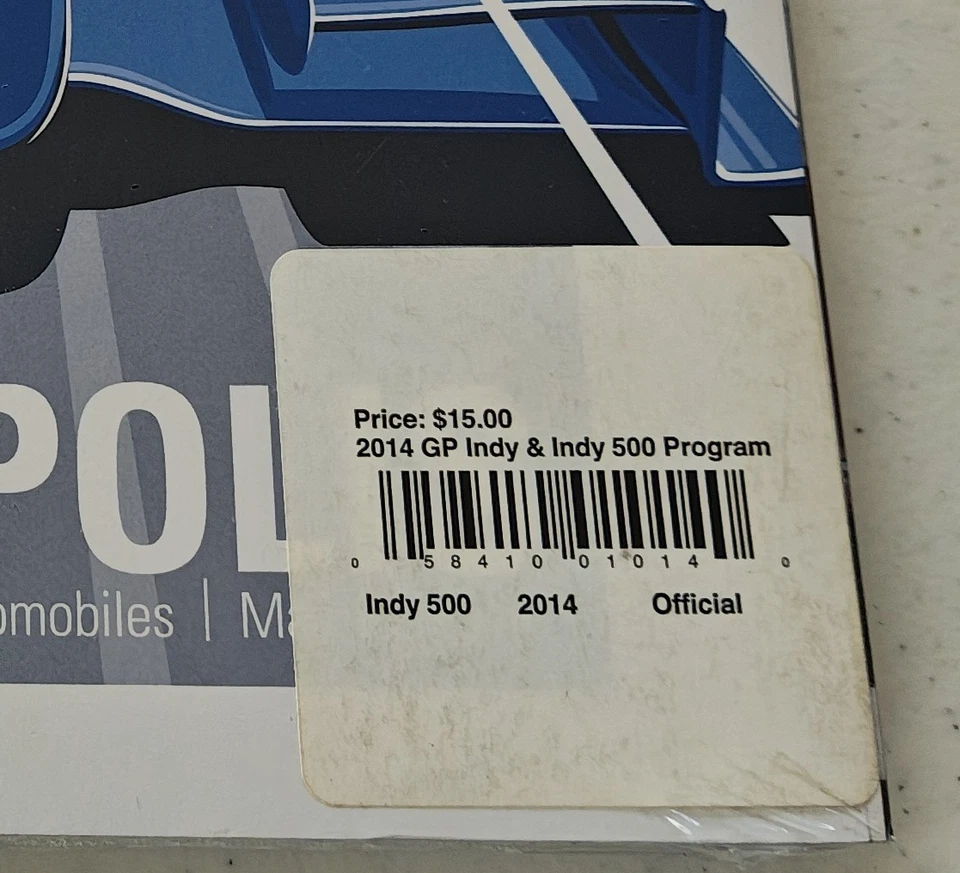 POL
omobiles | Ma
Price: $15.00
2014 GP Indy & Indy 500 Program
0 58410 01014 0
Indy 500 2014 Official